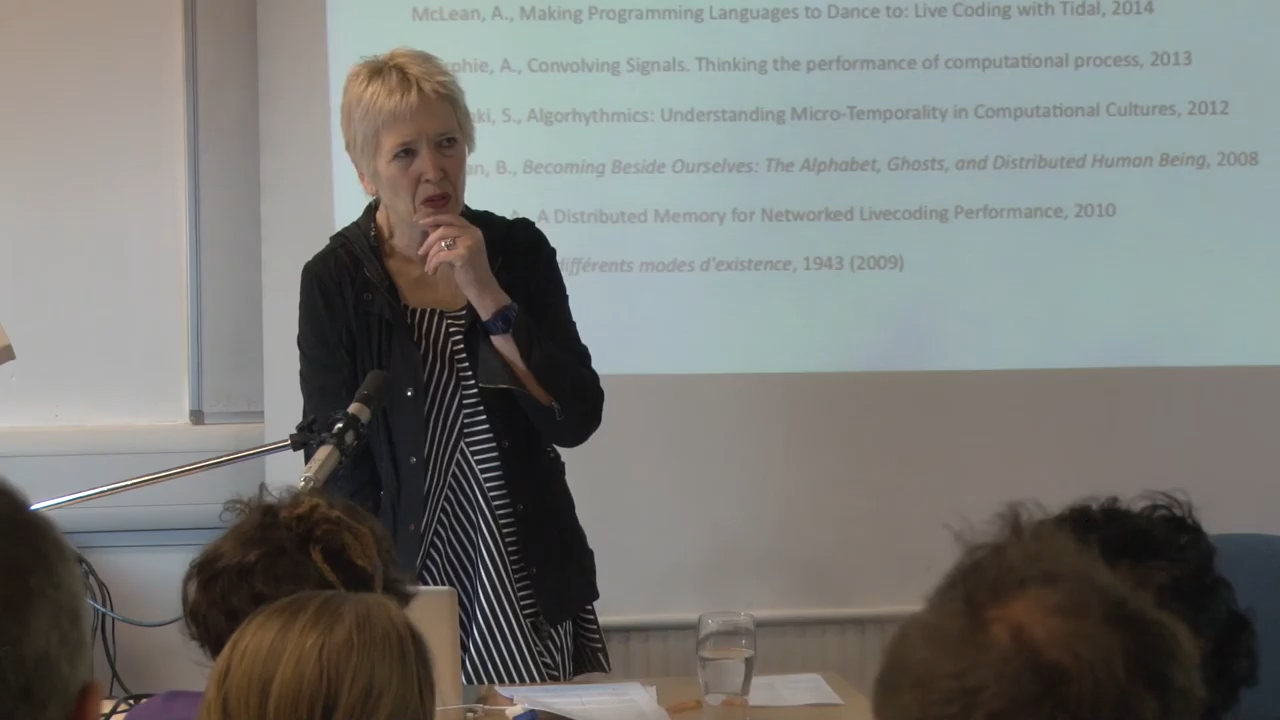 McLean, A., Making Programming Languages to Dance to: Live Coding with Tidal, 2014
phie, A., Convolving Signals. Thinking the performance of computational process, 2013
ki, S., Algorhythmics: Understanding Micro-Temporality in Computational Cultures, 2012
an, B., Becoming Beside Ourselves: The Alphabet, Ghosts, and Distributed Human Being, 2008
A., A Distributed Memory for Networked Livecoding Performance, 2010
différents modes d'existence, 1943 (2009)